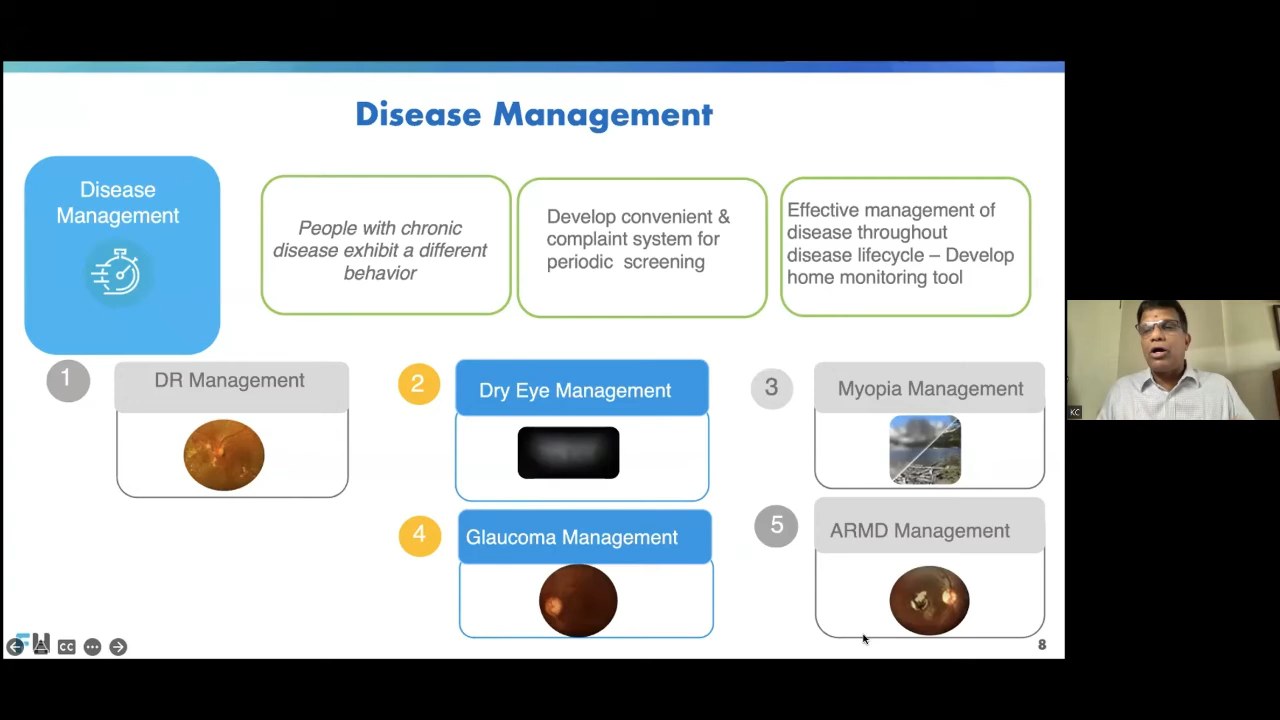 Disease Management
Disease
Management
People with chronic
disease exhibit a different
behavior
Develop convenient &
complaint system for
periodic screening
Effective management of
disease throughout
disease lifecycle – Develop
home monitoring tool
1
DR Management
2
Dry Eye Management
3
Myopia Management
4
Glaucoma Management
5
ARMD Management
CC
8
KC